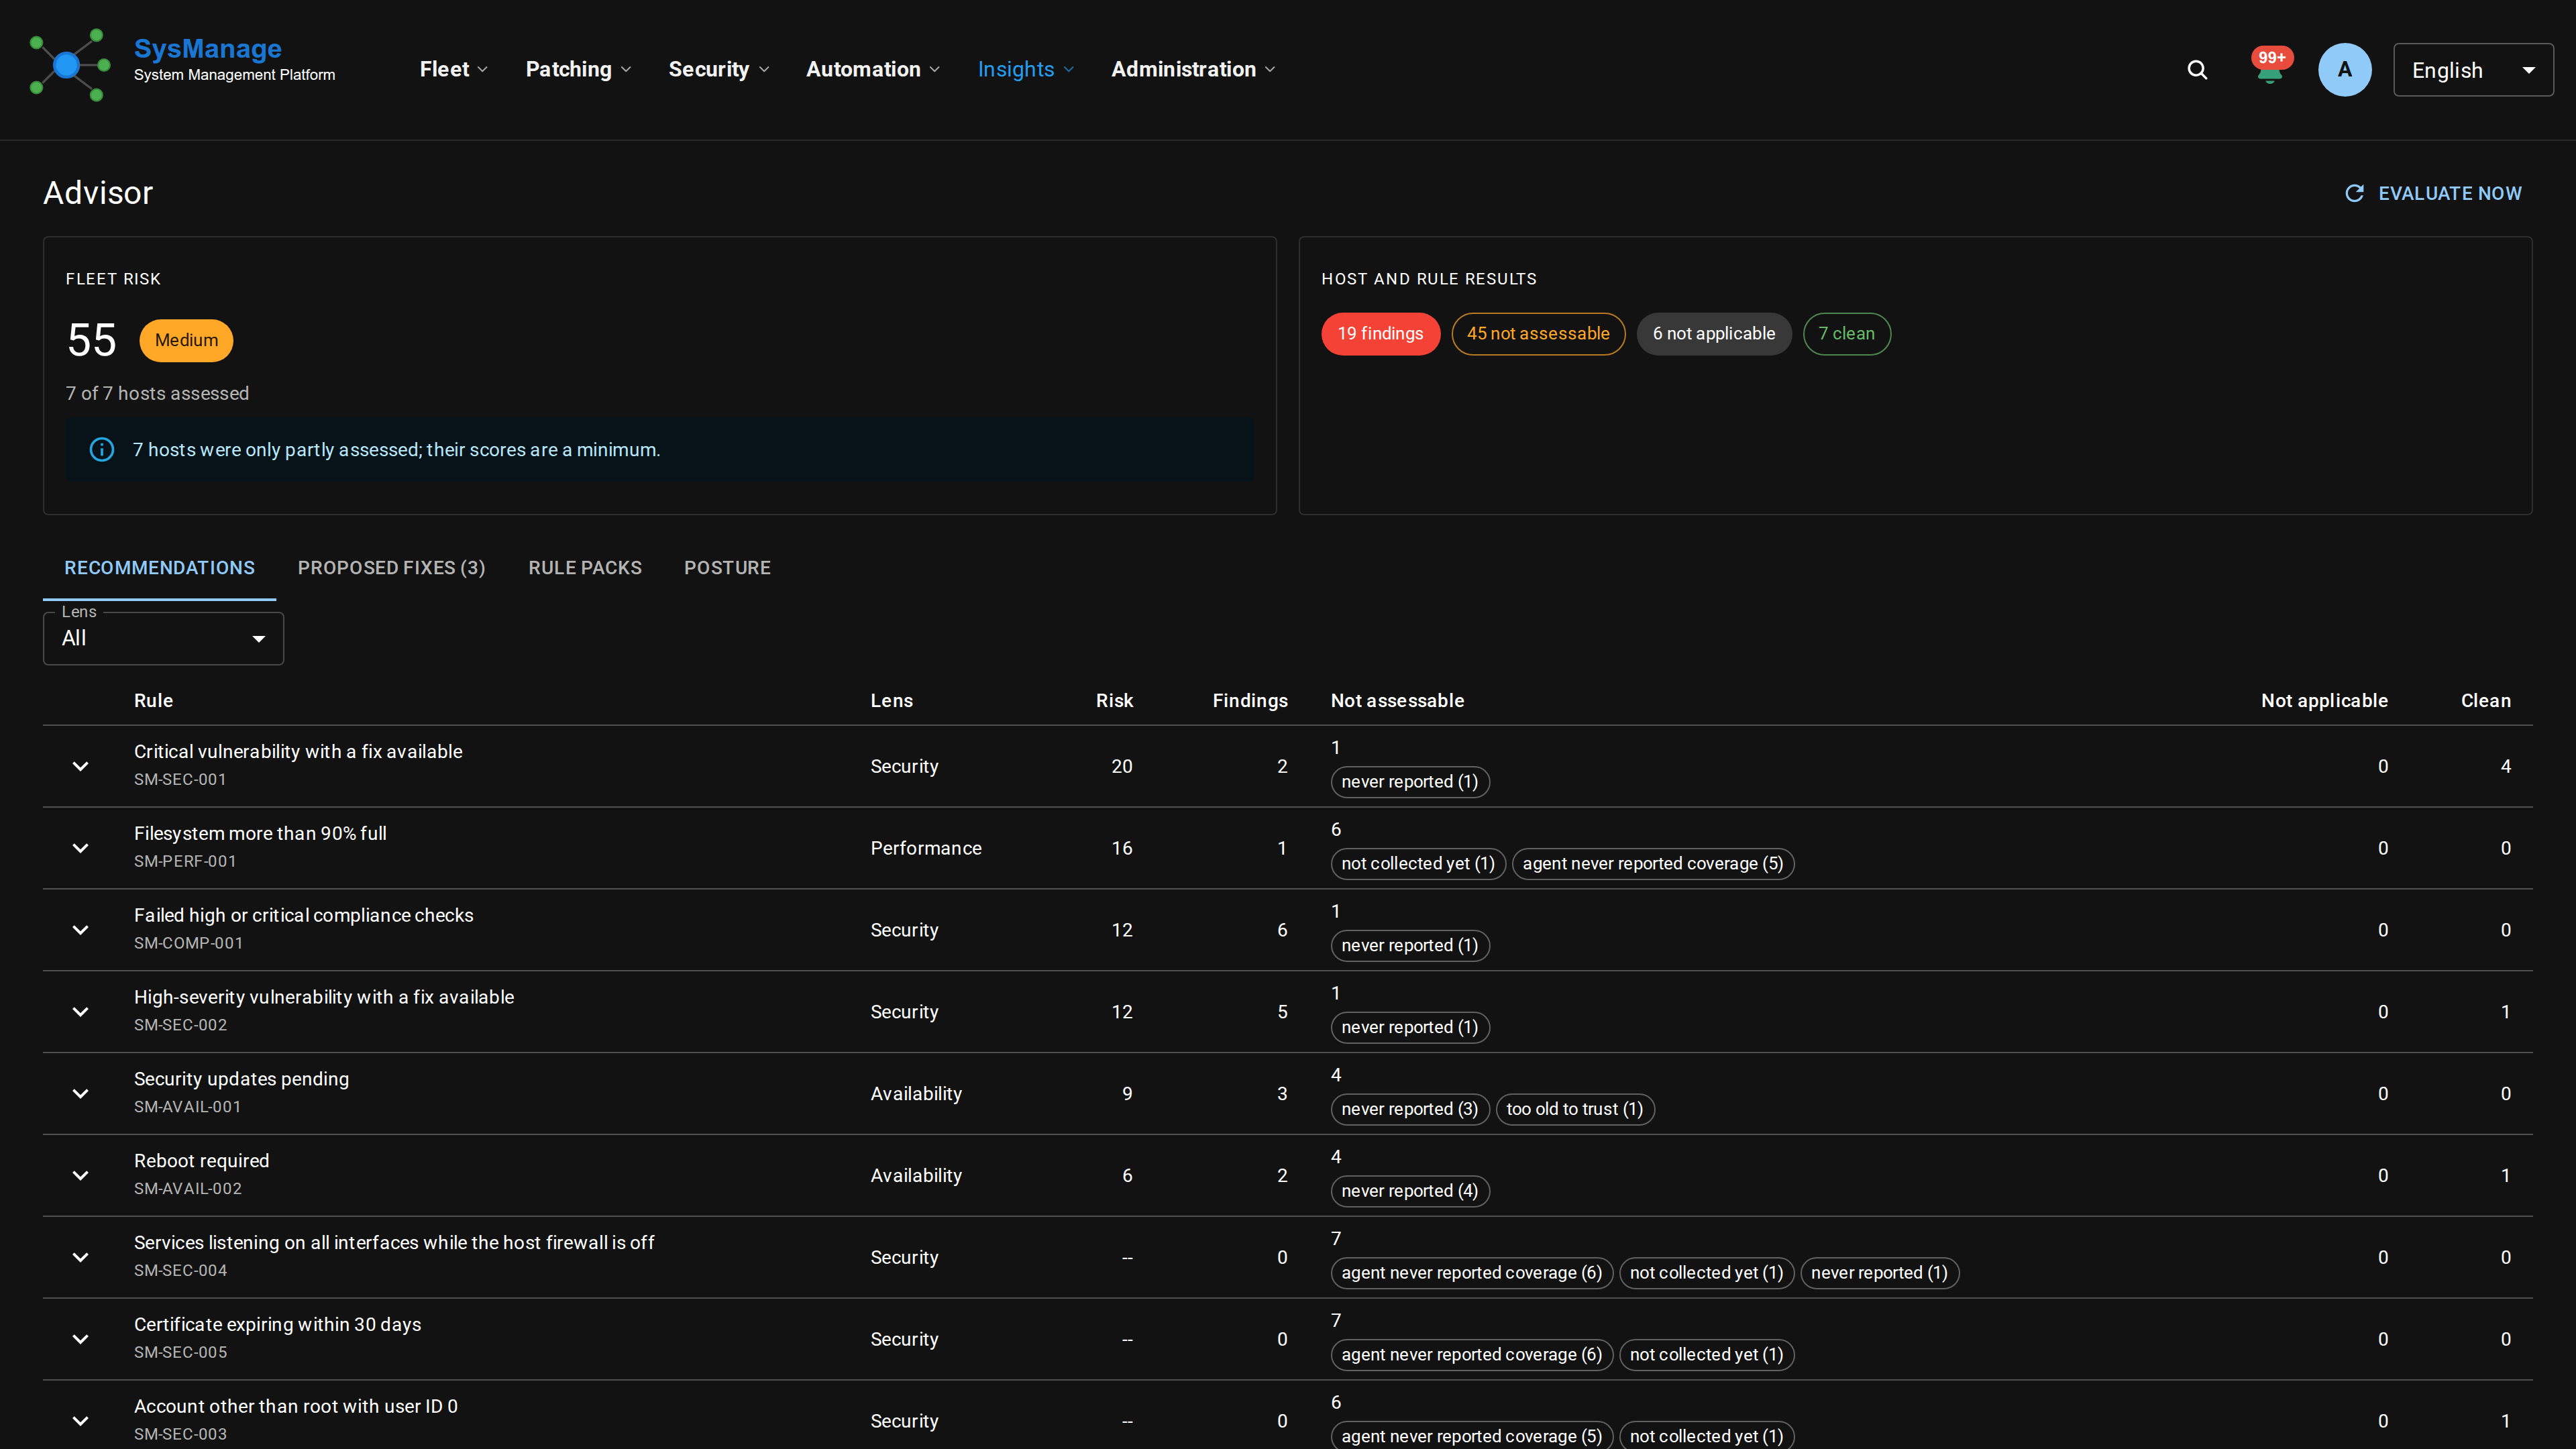 SysManage
System Management Platform
Fleet
Patching
Security
Automation
Insights
Administration
99+
A
English
Advisor
EVALUATE NOW
FLEET RISK
55
Medium
7 of 7 hosts assessed
7 hosts were only partly assessed; their scores are a minimum.
HOST AND RULE RESULTS
19 findings
45 not assessable
6 not applicable
7 clean
RECOMMENDATIONS
PROPOSED FIXES (3)
RULE PACKS
POSTURE
Lens
All
Rule Lens Risk Findings Not assessable Not applicable Clean
Critical vulnerability with a fix available
SM-SEC-001
Security 20 2
1
never reported (1)
0 4
Filesystem more than 90% full
SM-PERF-001
Performance 16 1
6
not collected yet (1) agent never reported coverage (5)
0 0
Failed high or critical compliance checks
SM-COMP-001
Security 12 6
1
never reported (1)
0 0
High-severity vulnerability with a fix available
SM-SEC-002
Security 12 5
1
never reported (1)
0 1
Security updates pending
SM-AVAIL-001
Availability 9 3
4
never reported (3) too old to trust (1)
0 0
Reboot required
SM-AVAIL-002
Availability 6 2
4
never reported (4)
0 1
Services listening on all interfaces while the host firewall is off
SM-SEC-004
Security -- 0
7
agent never reported coverage (6) not collected yet (1) never reported (1)
0 0
Certificate expiring within 30 days
SM-SEC-005
Security -- 0
7
agent never reported coverage (6) not collected yet (1)
0 0
Account other than root with user ID 0
SM-SEC-003
Security -- 0
6
agent never reported coverage (5) not collected yet (1)
0 1